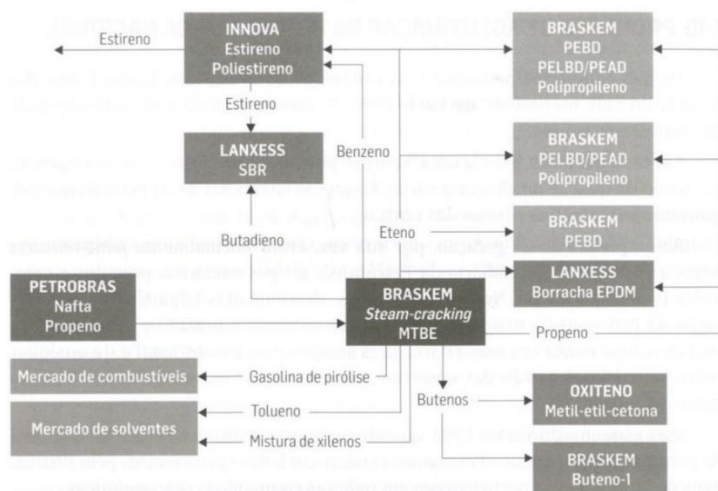 INNOVA
Estireno
Poliestireno
Estireno
BRASKEM
PEBD
PELBD/PEAD
Polipropileno
Estireno
LANXESS
SBR
Benzeno
BRASKEM
PELBD/PEAD
Polipropileno
Butadieno
Eteno
BRASKEM
PEBD
PETROBRAS
Nafta
Propeno
BRASKEM
Steam-cracking
MTBE
LANXESS
Borracha EPDM
Propeno
Mercado de combustíveis
Gasolina de pirólise
Butenos
OXITENO
Metil-etil-cetona
Mercado de solventes
Tolueno
Mistura de xilenos
BRASKEM
Buteno-1